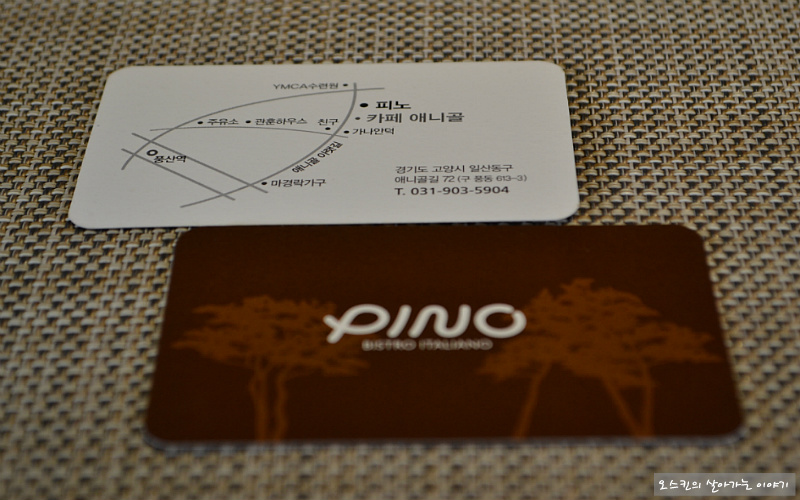 YMCA수련원
피노
카페 애니골
주유소
관훈하우스
친구
가나안덕
풍산역
애니골 아랫길
마경락가구
경기도 고양시 일산동구
애니골길 72 (구 풍동 613-3)
T. 031-903-5904
PINO
BISTRO ITALIANO
오스킨의 살아가는 이야기